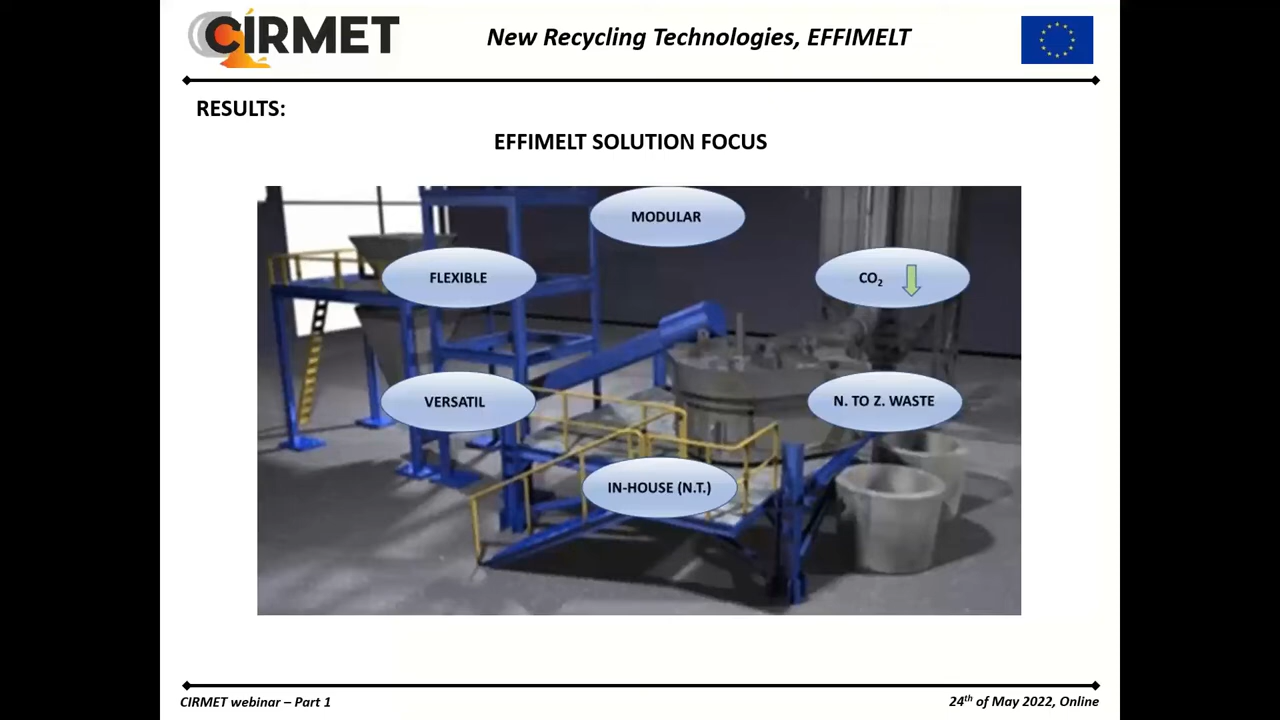 CIRMET
New Recycling Technologies, EFFIMELT
RESULTS:
EFFIMELT SOLUTION FOCUS
MODULAR
FLEXIBLE
CO₂
VERSATIL
N. TO Z. WASTE
IN-HOUSE (N.T.)
CIRMET webinar – Part 1
24th of May 2022, Online